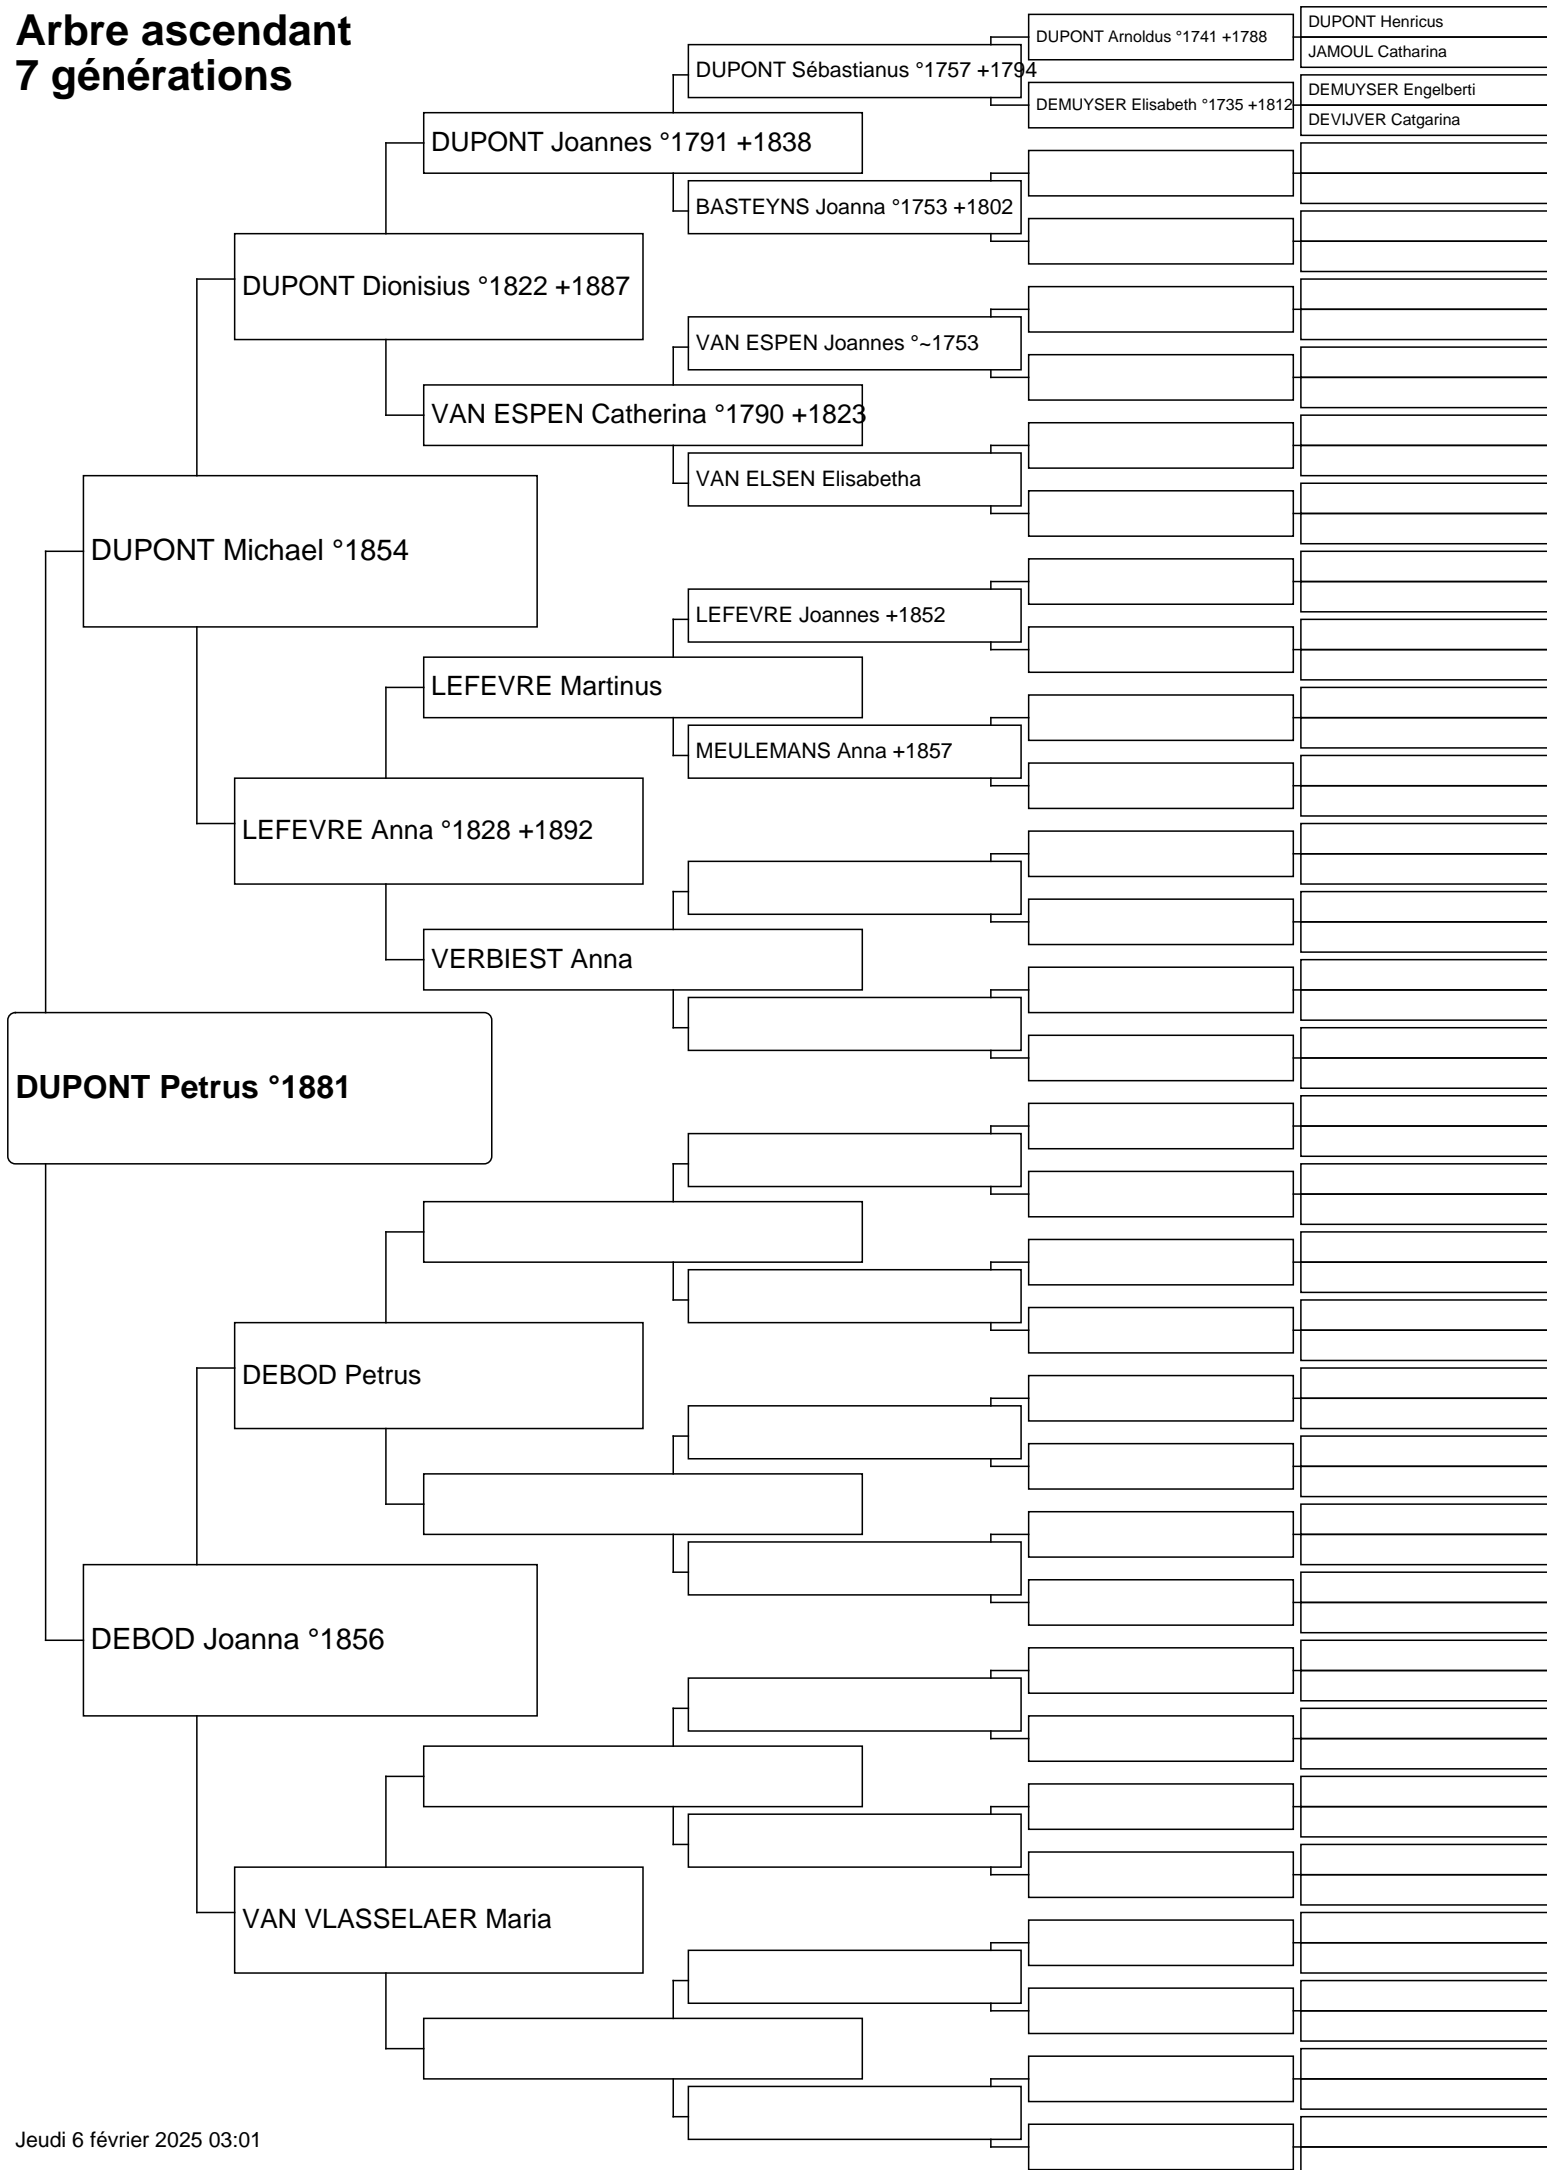 Arbre ascendant
7 générations
DUPONT Henricus
DUPONT Arnoldus °1741 +1788
JAMOUL Catharina
DUPONT Sébastianus °1757 +1794
DEMUYSER Engelberti
DEMUYSER Elisabeth °1735 +1812
DEVIJVER Catgarina
DUPONT Joannes °1791 +1838
BASTEYNS Joanna °1753 +1802
DUPONT Dionisius °1822 +1887
VAN ESPEN Joannes °~1753
VAN ESPEN Catherina °1790 +1823
VAN ELSEN Elisabetha
DUPONT Michael °1854
LEFEVRE Joannes +1852
LEFEVRE Martinus
MEULEMANS Anna +1857
LEFEVRE Anna °1828 +1892
VERBIEST Anna
DUPONT Petrus °1881
DEBOD Petrus
DEBOD Joanna °1856
VAN VLASSELAER Maria
Jeudi 6 février 2025 03:01